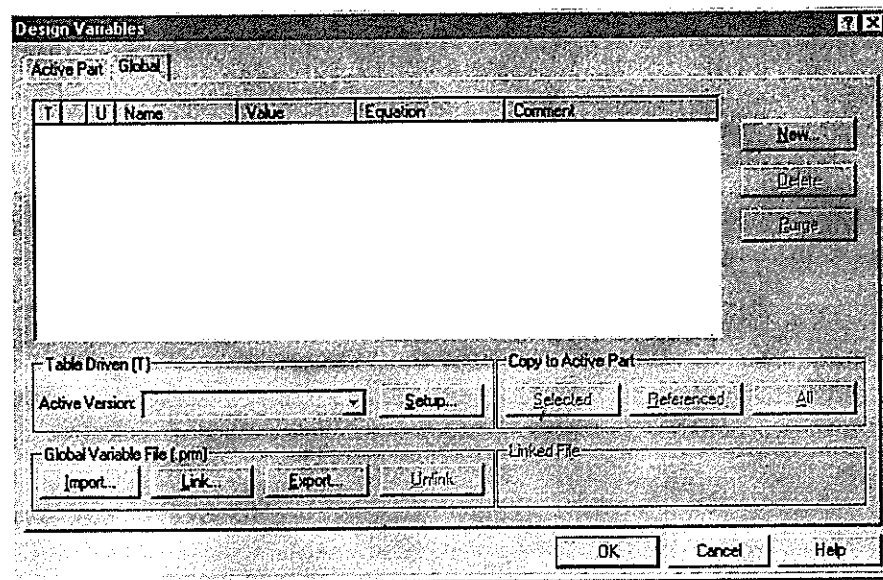 Design Variables
Active Part Global
T U Name Value Equation Comment
New...
Delete
Purge
Table Driven (T)
Active Version:
Setup...
Copy to Active Part
Selected Referenced All
Global Variable File (.prm)
Import... Link... Export... Unlink
Linked File
OK Cancel Help